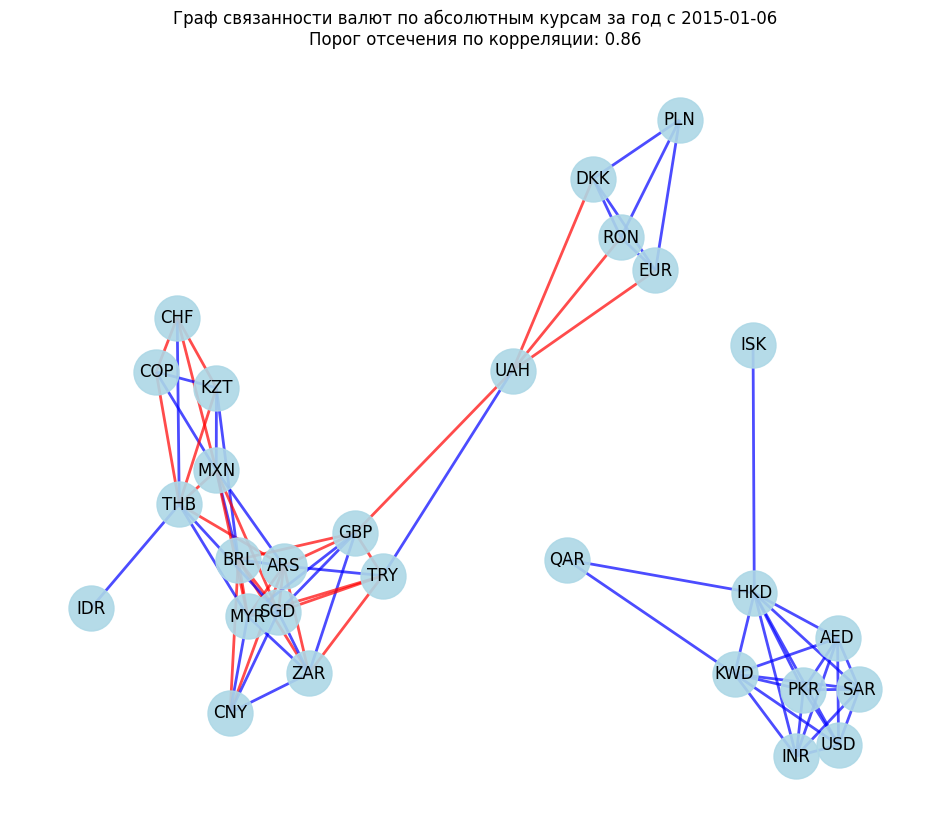 Граф связанности валют по абсолютным курсам за год с 2015-01-06
Порог отсечения по корреляции: 0.86
PLN
DKK
RON
EUR
CHF
ISK
COP
UAH
KZT
MXN
THB
GBP
BRL
ARS
QAR
TRY
HKD
IDR
MYR
SGD
AED
ZAR
KWD
PKR
SAR
CNY
USD
INR